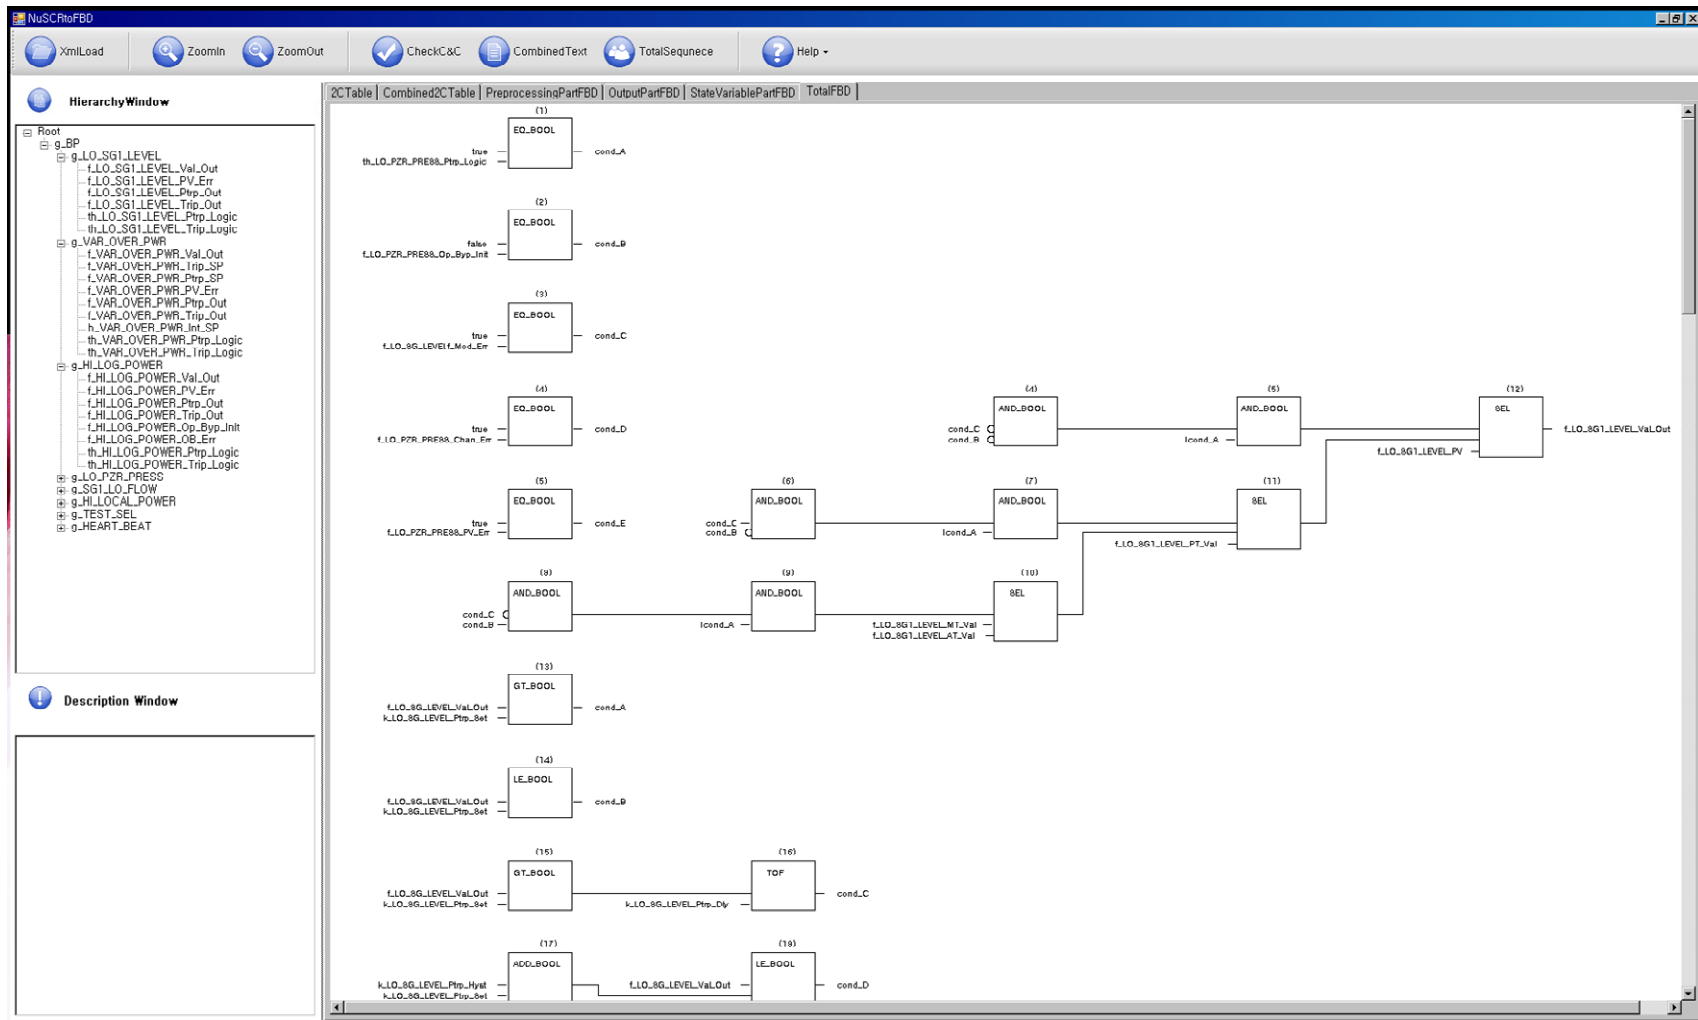 NuSCRtoFBD
XmlLoad ZoomIn ZoomOut CheckC&C CombinedText TotalSequnece Help
HierarchyWindow
Root
g_BP
g_LO_SG1_LEVEL
f_LO_SG1_LEVEL_Val_Out
f_LO_SG1_LEVEL_PV_Err
f_LO_SG1_LEVEL_Ptrp_Out
f_LO_SG1_LEVEL_Trip_Out
th_LO_SG1_LEVEL_Ptrp_Logic
th_LO_SG1_LEVEL_Trip_Logic
g_VAR_OVER_PWR
f_VAR_OVER_PWR_Val_Out
f_VAR_OVER_PWR_Trip_SP
f_VAR_OVER_PWR_Ptrp_SP
f_VAR_OVER_PWR_PV_Err
f_VAR_OVER_PWR_Ptrp_Out
f_VAR_OVER_PWR_Trip_Out
h_VAR_OVER_PWR_Int_SP
th_VAR_OVER_PWR_Ptrp_Logic
th_VAR_OVER_PWR_Trip_Logic
g_HI_LOG_POWER
f_HI_LOG_POWER_Val_Out
f_HI_LOG_POWER_PV_Err
f_HI_LOG_POWER_Ptrp_Out
f_HI_LOG_POWER_Trip_Out
f_HI_LOG_POWER_Op_Byp_Init
f_HI_LOG_POWER_OB_Err
th_HI_LOG_POWER_Ptrp_Logic
th_HI_LOG_POWER_Trip_Logic
g_LO_PZR_PRESS
g_SG1_LO_FLOW
g_HI_LOCAL_POWER
g_TEST_SEL
g_HEART_BEAT
Description Window
2CTable Combined2CTable PreprocessingPartFBD OutputPartFBD StateVariablePartFBD TotalFBD
(1)
EQ_BOOL
true cond_A
th_LO_PZR_PRESS_Ptrp_Logic
(2)
EQ_BOOL
false cond_B
f_LO_PZR_PRESS_Op_Byp_Init
(3)
EQ_BOOL
true cond_C
f_LO_SG_LEVELf_Mod_Err
(4) (4) (5) (12)
EQ_BOOL AND_BOOL AND_BOOL SEL
true cond_D cond_C f_LO_SG1_LEVEL_Val_Out
f_LO_PZR_PRESS_Chan_Err cond_B !cond_A
f_LO_SG1_LEVEL_PV
(5) (6) (7) (11)
EQ_BOOL AND_BOOL AND_BOOL SEL
true cond_E cond_C
f_LO_PZR_PRESS_PV_Err cond_B !cond_A
f_LO_SG1_LEVEL_PT_Val
(8) (9) (10)
AND_BOOL AND_BOOL SEL
cond_C
cond_B !cond_A f_LO_SG1_LEVEL_MT_Val
f_LO_SG1_LEVEL_AT_Val
(13)
GT_BOOL
f_LO_SG_LEVEL_Val_Out cond_A
k_LO_SG_LEVEL_Ptrp_Set
(14)
LE_BOOL
f_LO_SG_LEVEL_Val_Out cond_B
k_LO_SG_LEVEL_Ptrp_Set
(15) (16)
GT_BOOL TOF
f_LO_SG_LEVEL_Val_Out cond_C
k_LO_SG_LEVEL_Ptrp_Set k_LO_SG_LEVEL_Ptrp_Dly
(17) (18)
ADD_BOOL LE_BOOL
k_LO_SG_LEVEL_Ptrp_Hyst f_LO_SG_LEVEL_Val_Out cond_D
k_LO_SG_LEVEL_Ptrp_Set